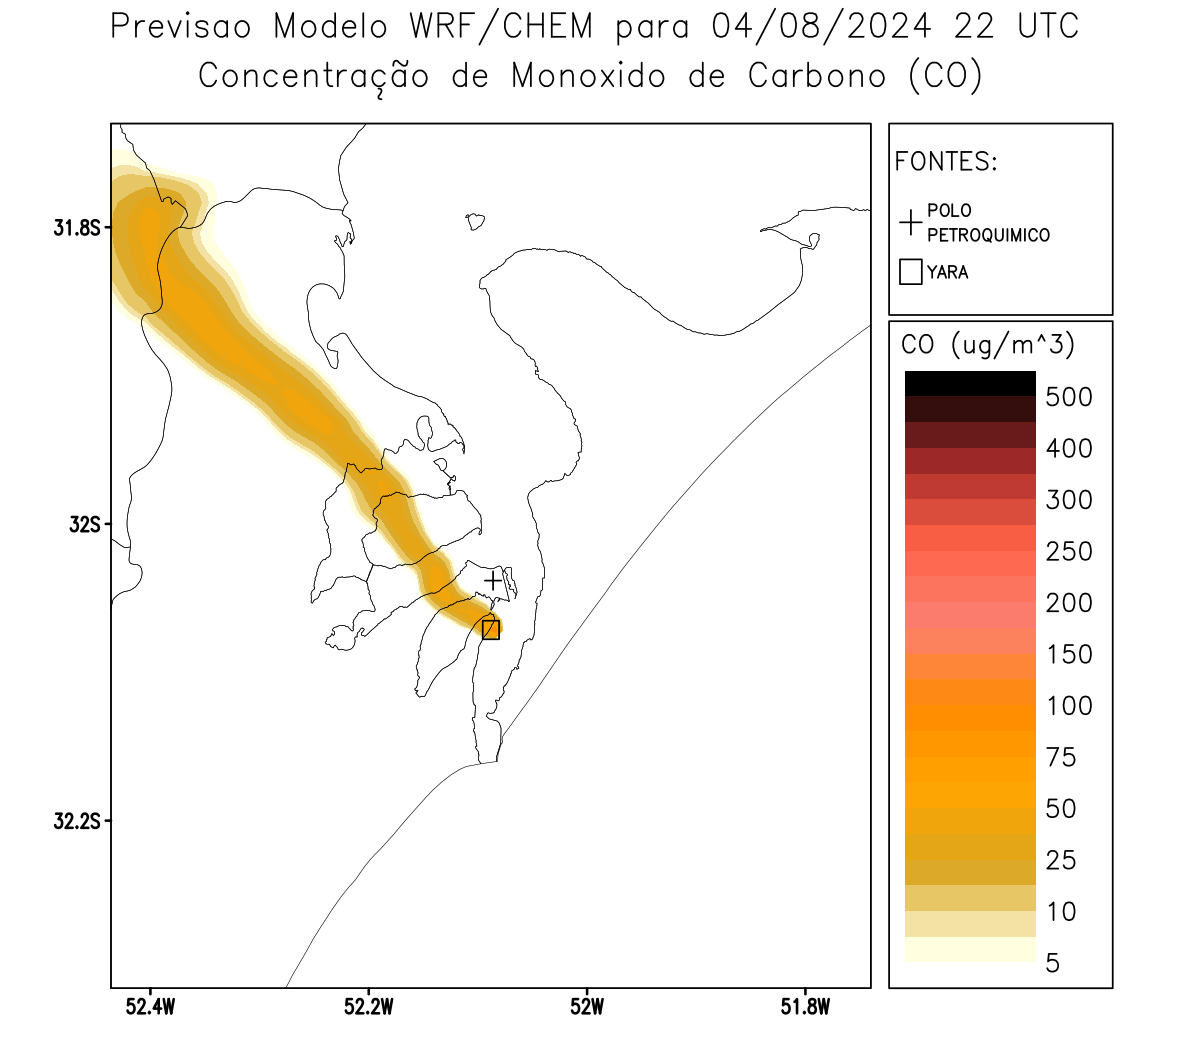 Previsao Modelo WRF/CHEM para 04/08/2024 22 UTC
Concentração de Monoxido de Carbono (CO)
FONTES:
POLO
PETROQUIMICO
YARA
CO (ug/m^3)
500
400
300
250
200
150
100
75
50
25
10
5
31.8S
32S
32.2S
52.4W
52.2W
52W
51.8W